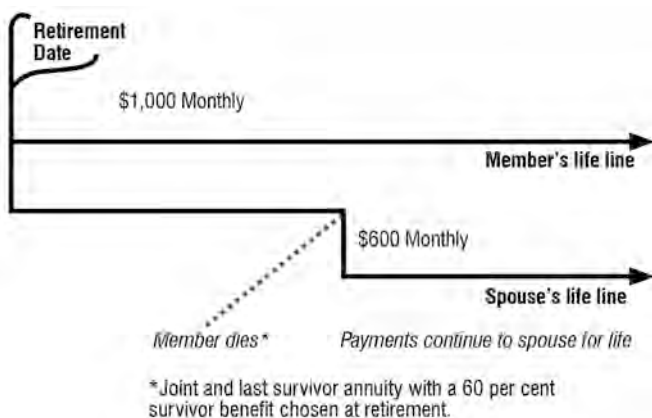 Retirement
Date
$1,000 Monthly
Member's life line
$600 Monthly
Spouse's life line
Member dies*
Payments continue to spouse for life
*Joint and last survivor annuity with a 60 per cent
survivor benefit chosen at retirement.